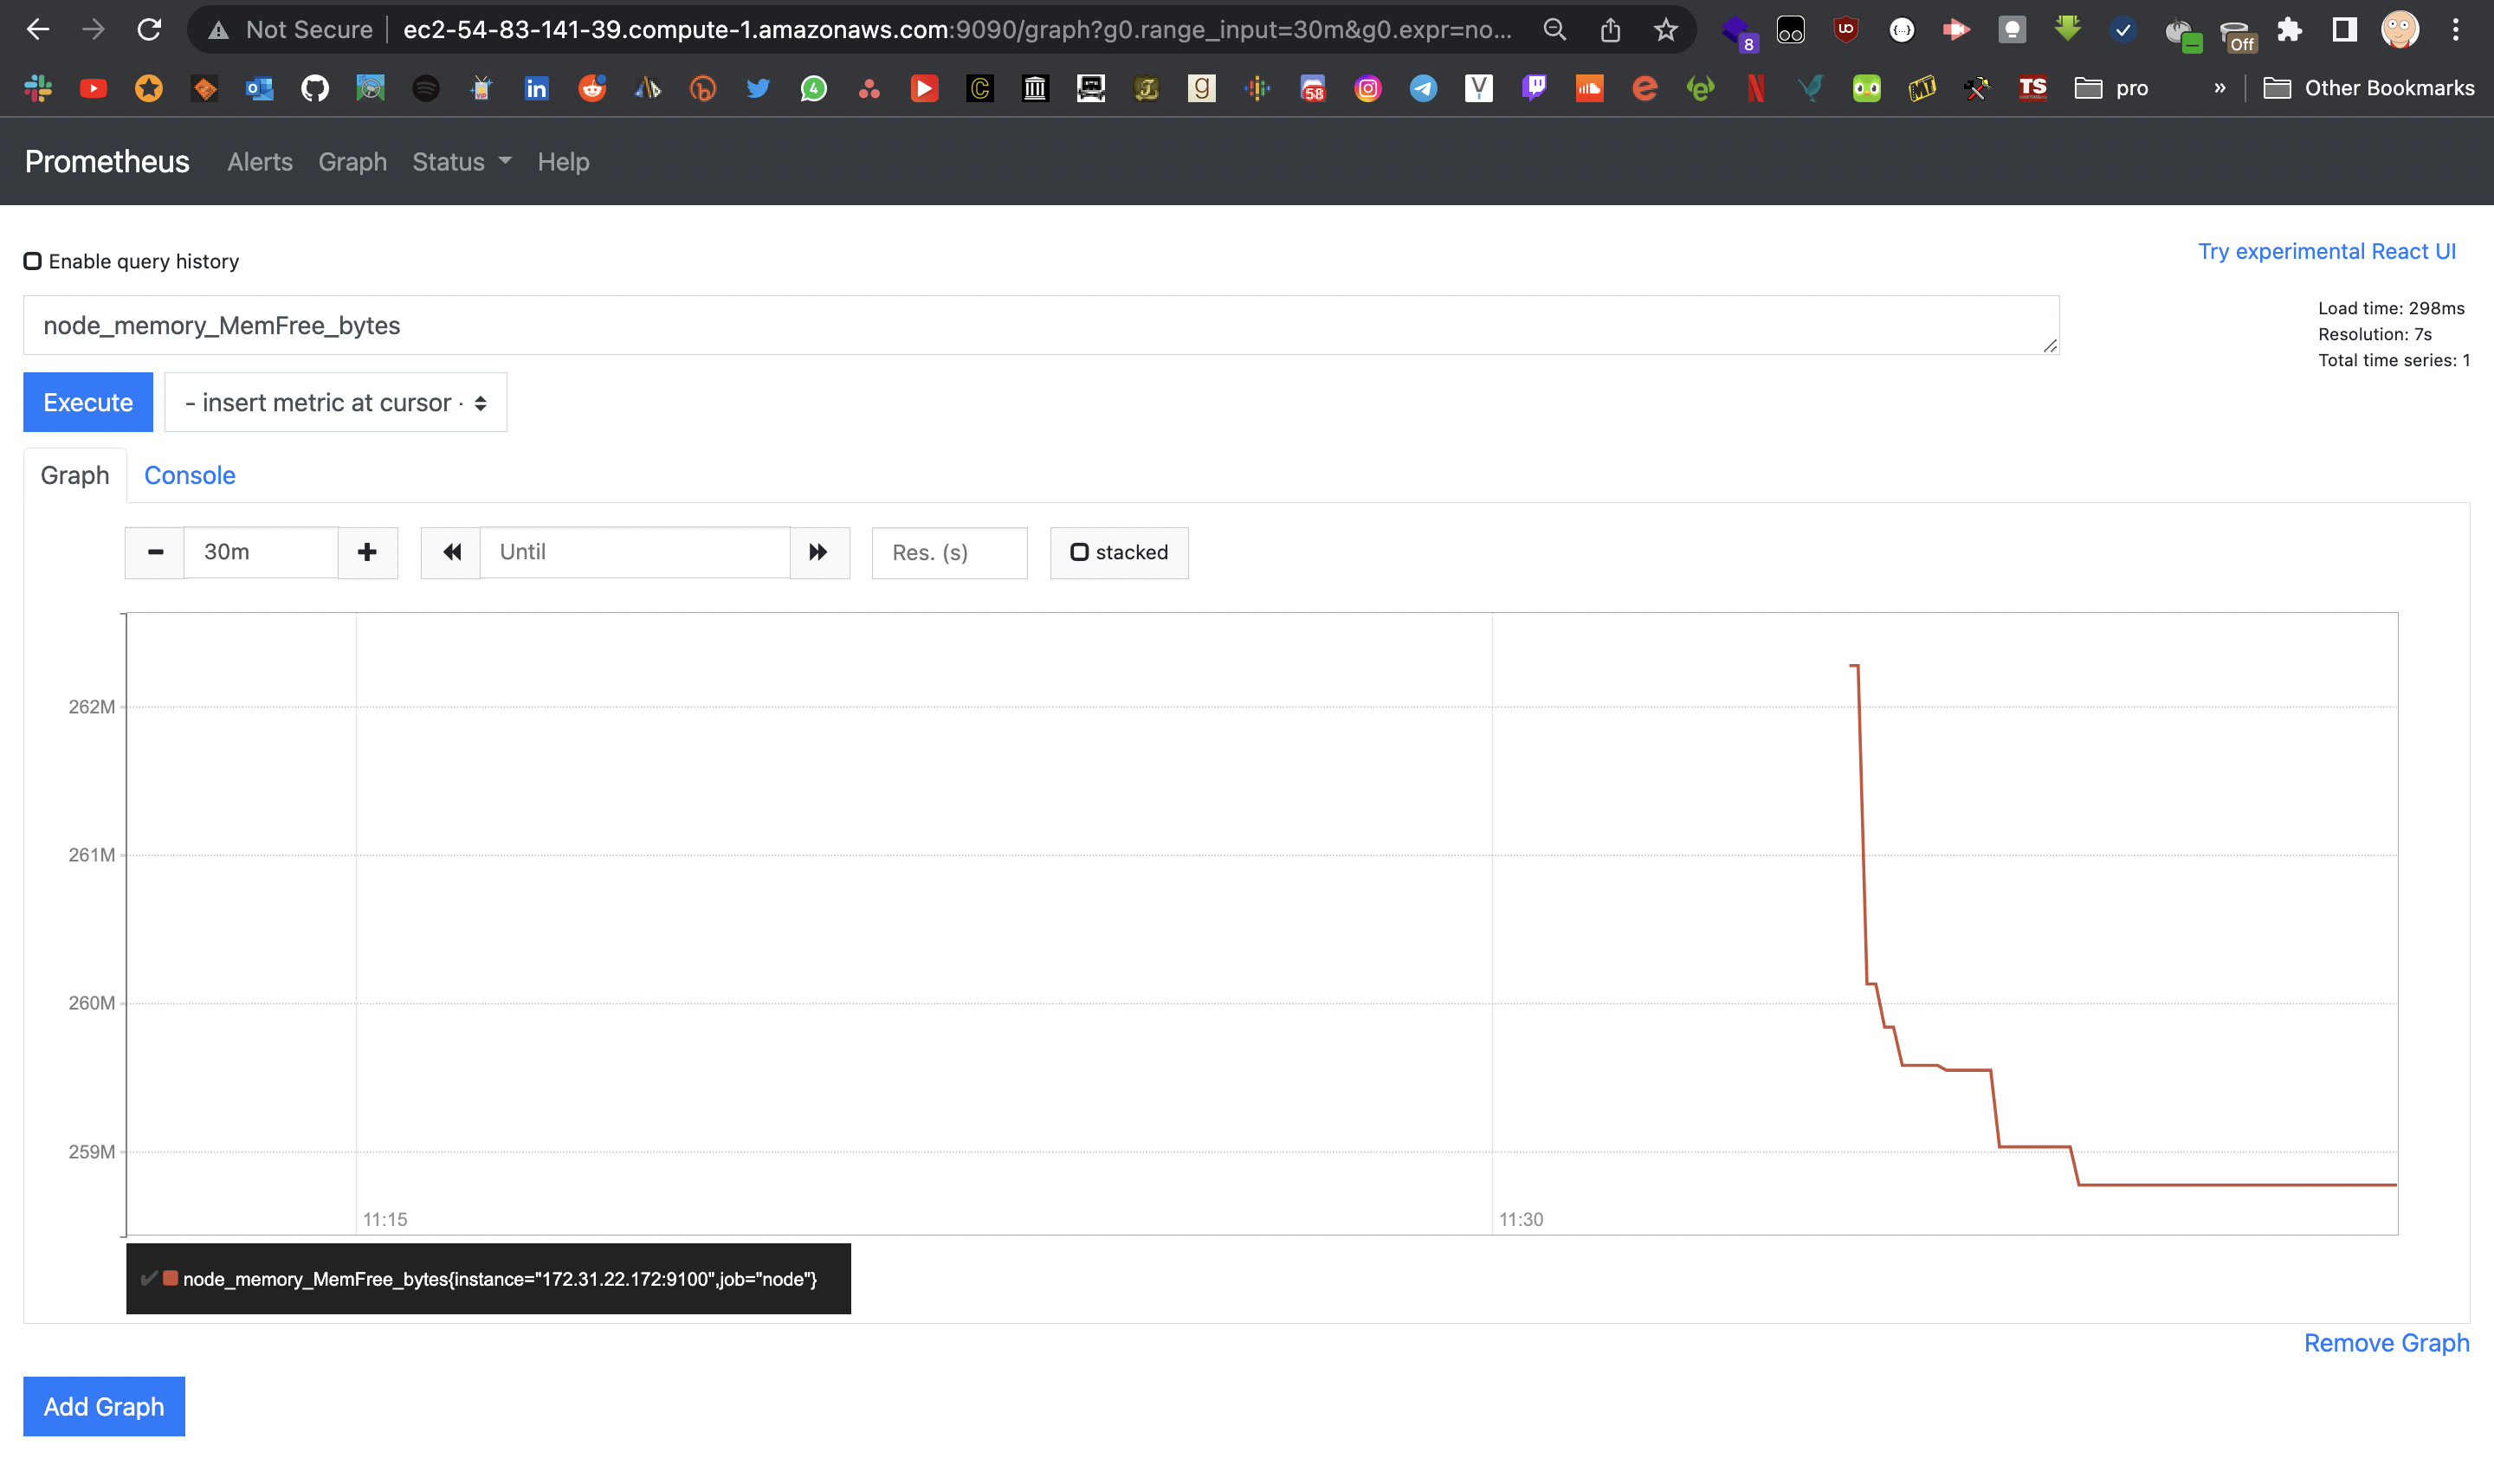 Not Secure
ec2-54-83-141-39.compute-1.amazonaws.com:9090/graph?g0.range_input=30m&g0.expr=no...
8
Off
4
58
TS
pro
»
Other Bookmarks
Prometheus
Alerts
Graph
Status
Help
Enable query history
Try experimental React UI
node_memory_MemFree_bytes
Load time: 298ms
Resolution: 7s
Total time series: 1
Execute
- insert metric at cursor ·
Graph
Console
30m
Until
Res. (s)
stacked
262M
261M
260M
259M
11:15
11:30
node_memory_MemFree_bytes{instance="172.31.22.172:9100",job="node"}
Remove Graph
Add Graph